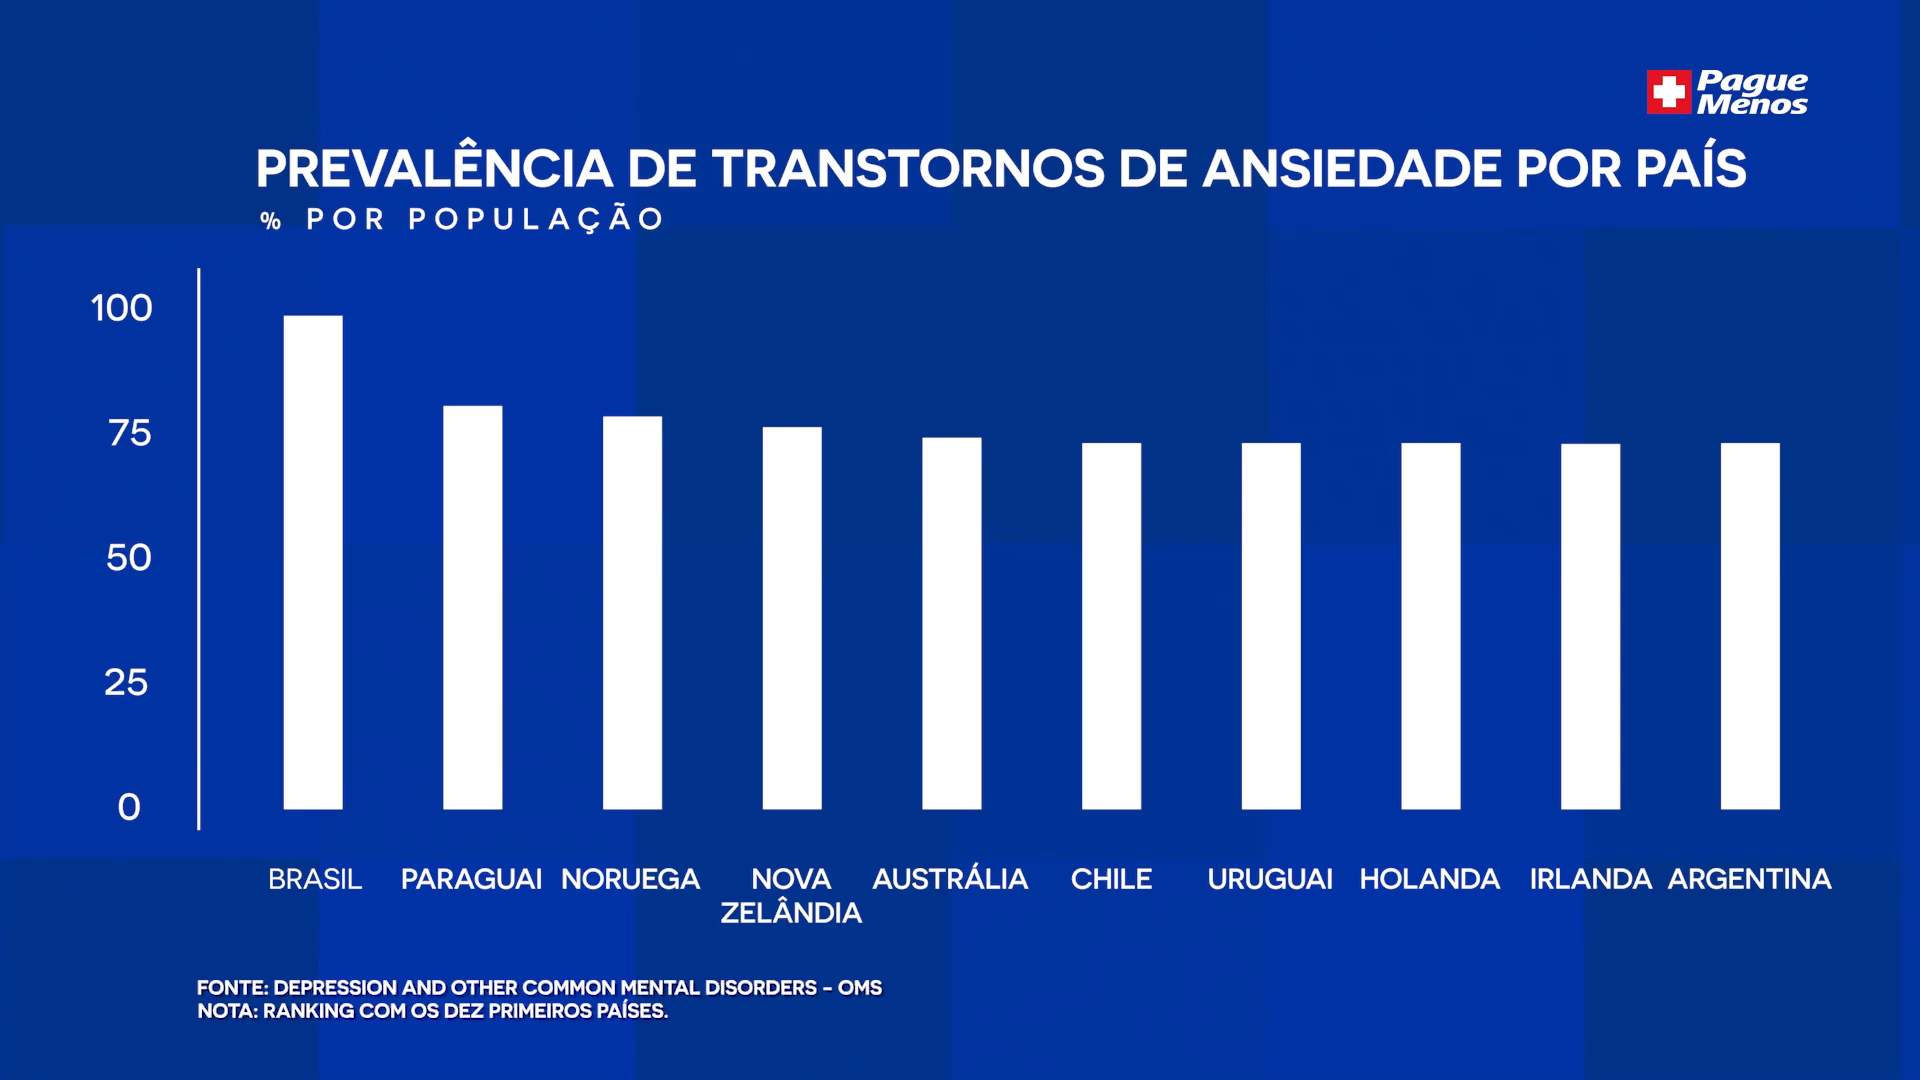 Pague
Menos
PREVALÊNCIA DE TRANSTORNOS DE ANSIEDADE POR PAÍS
% POR POPULAÇÃO
100
75
50
25
0
BRASIL
PARAGUAI
NORUEGA
NOVA
ZELÂNDIA
AUSTRÁLIA
CHILE
URUGUAI
HOLANDA
IRLANDA
ARGENTINA
FONTE: DEPRESSION AND OTHER COMMON MENTAL DISORDERS - OMS
NOTA: RANKING COM OS DEZ PRIMEIROS PAÍSES.